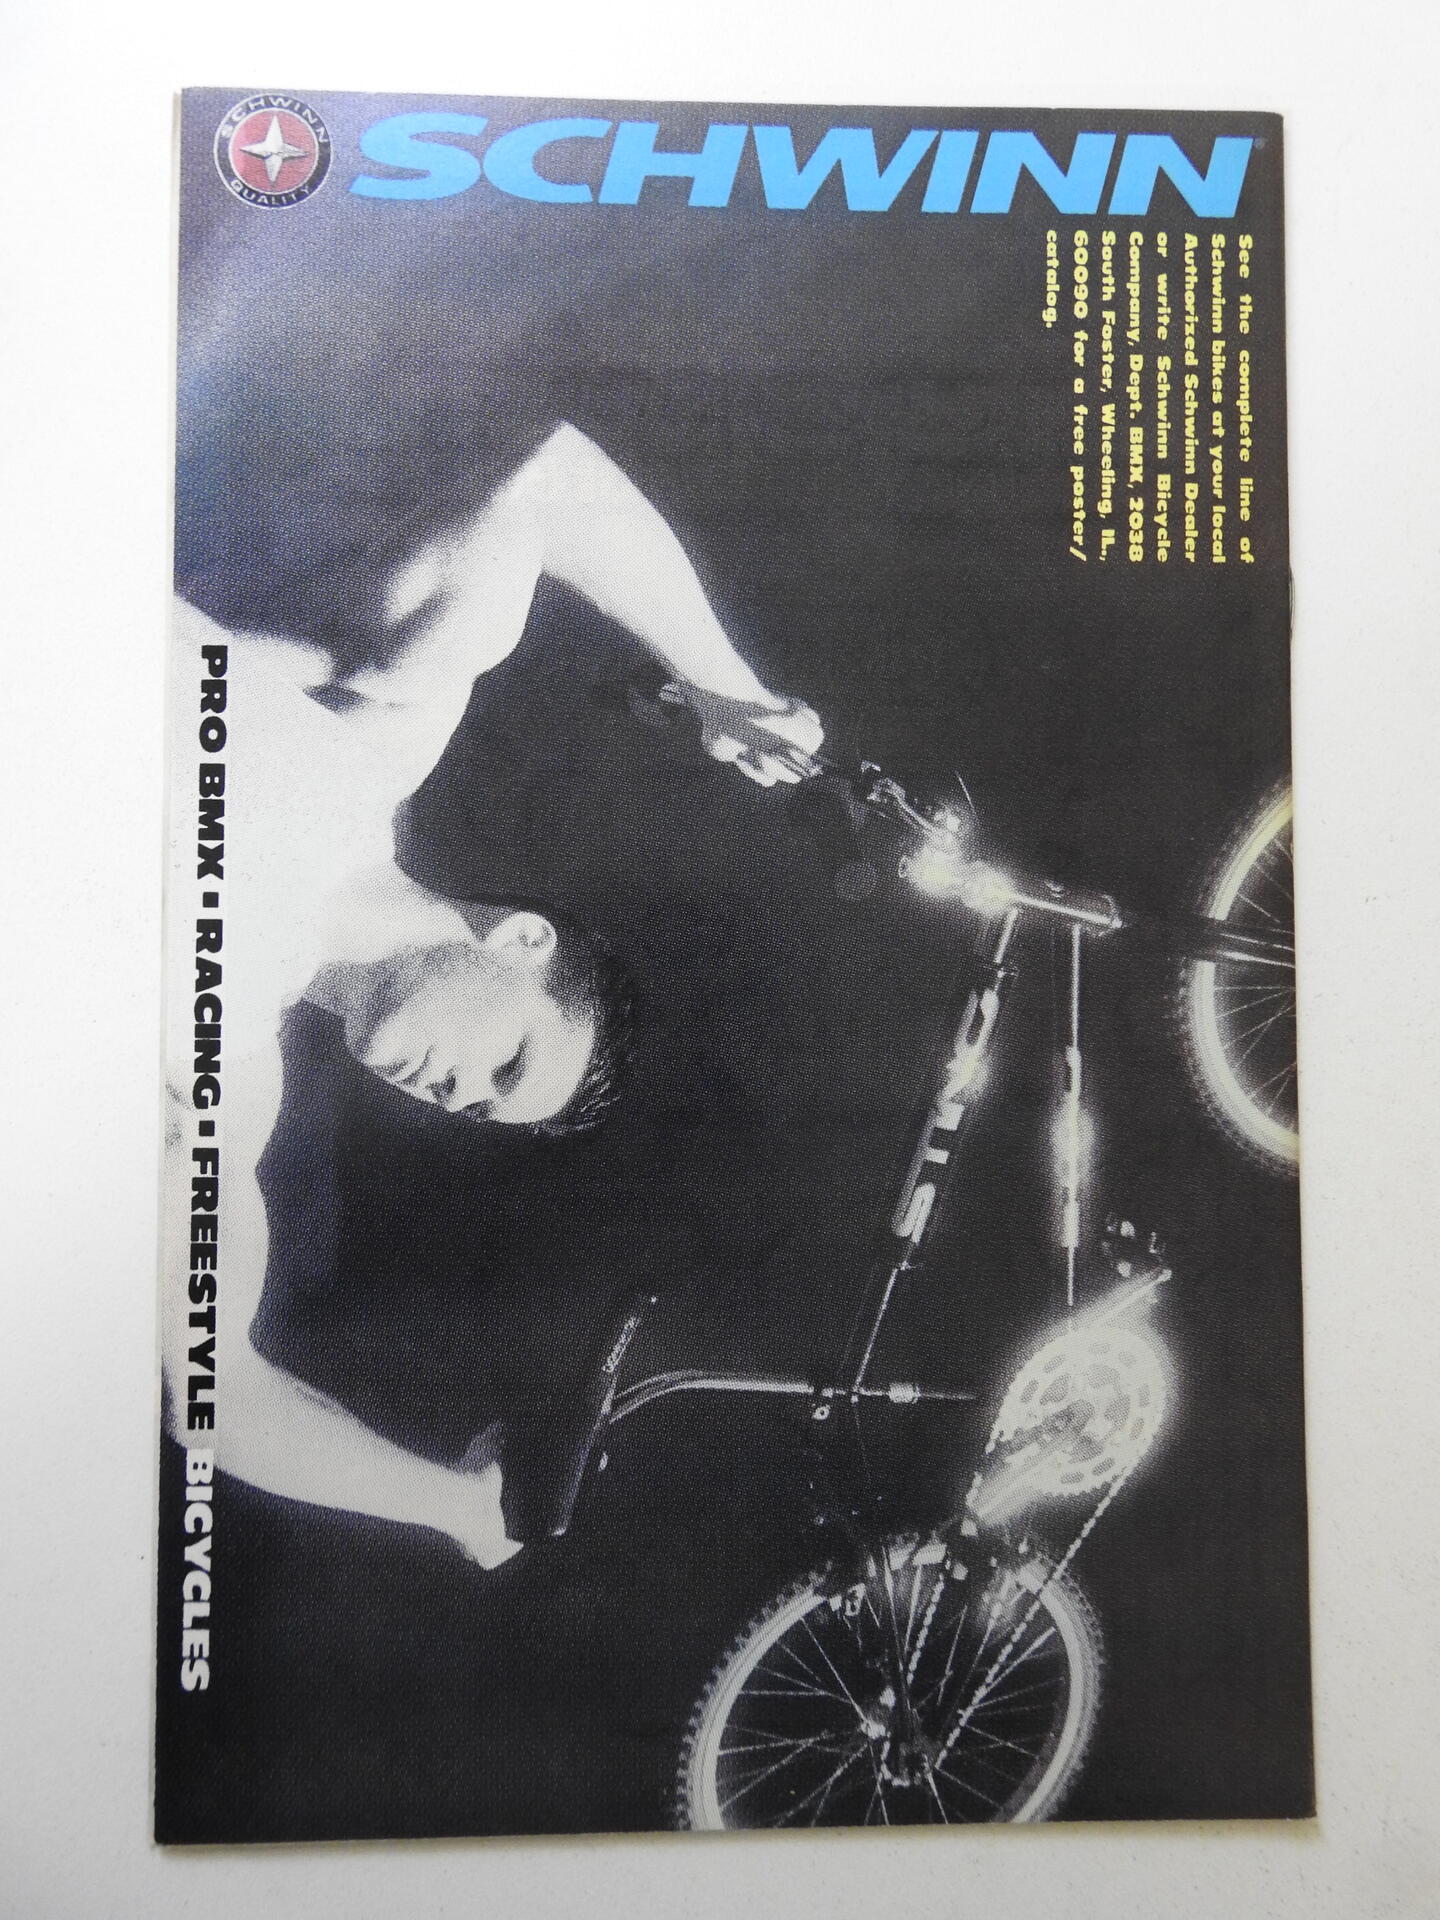 SCHWINN
QUALITY
SCHWINN
See the complete line of
Schwinn bikes at your local
Authorized Schwinn Dealer
or write Schwinn Bicycle
Company, Dept. BMX, 2038
South Foster, Wheeling, IL,
60090 for a free poster/
catalog.
PRO BMX ▪ RACING ▪ FREESTYLE BICYCLES